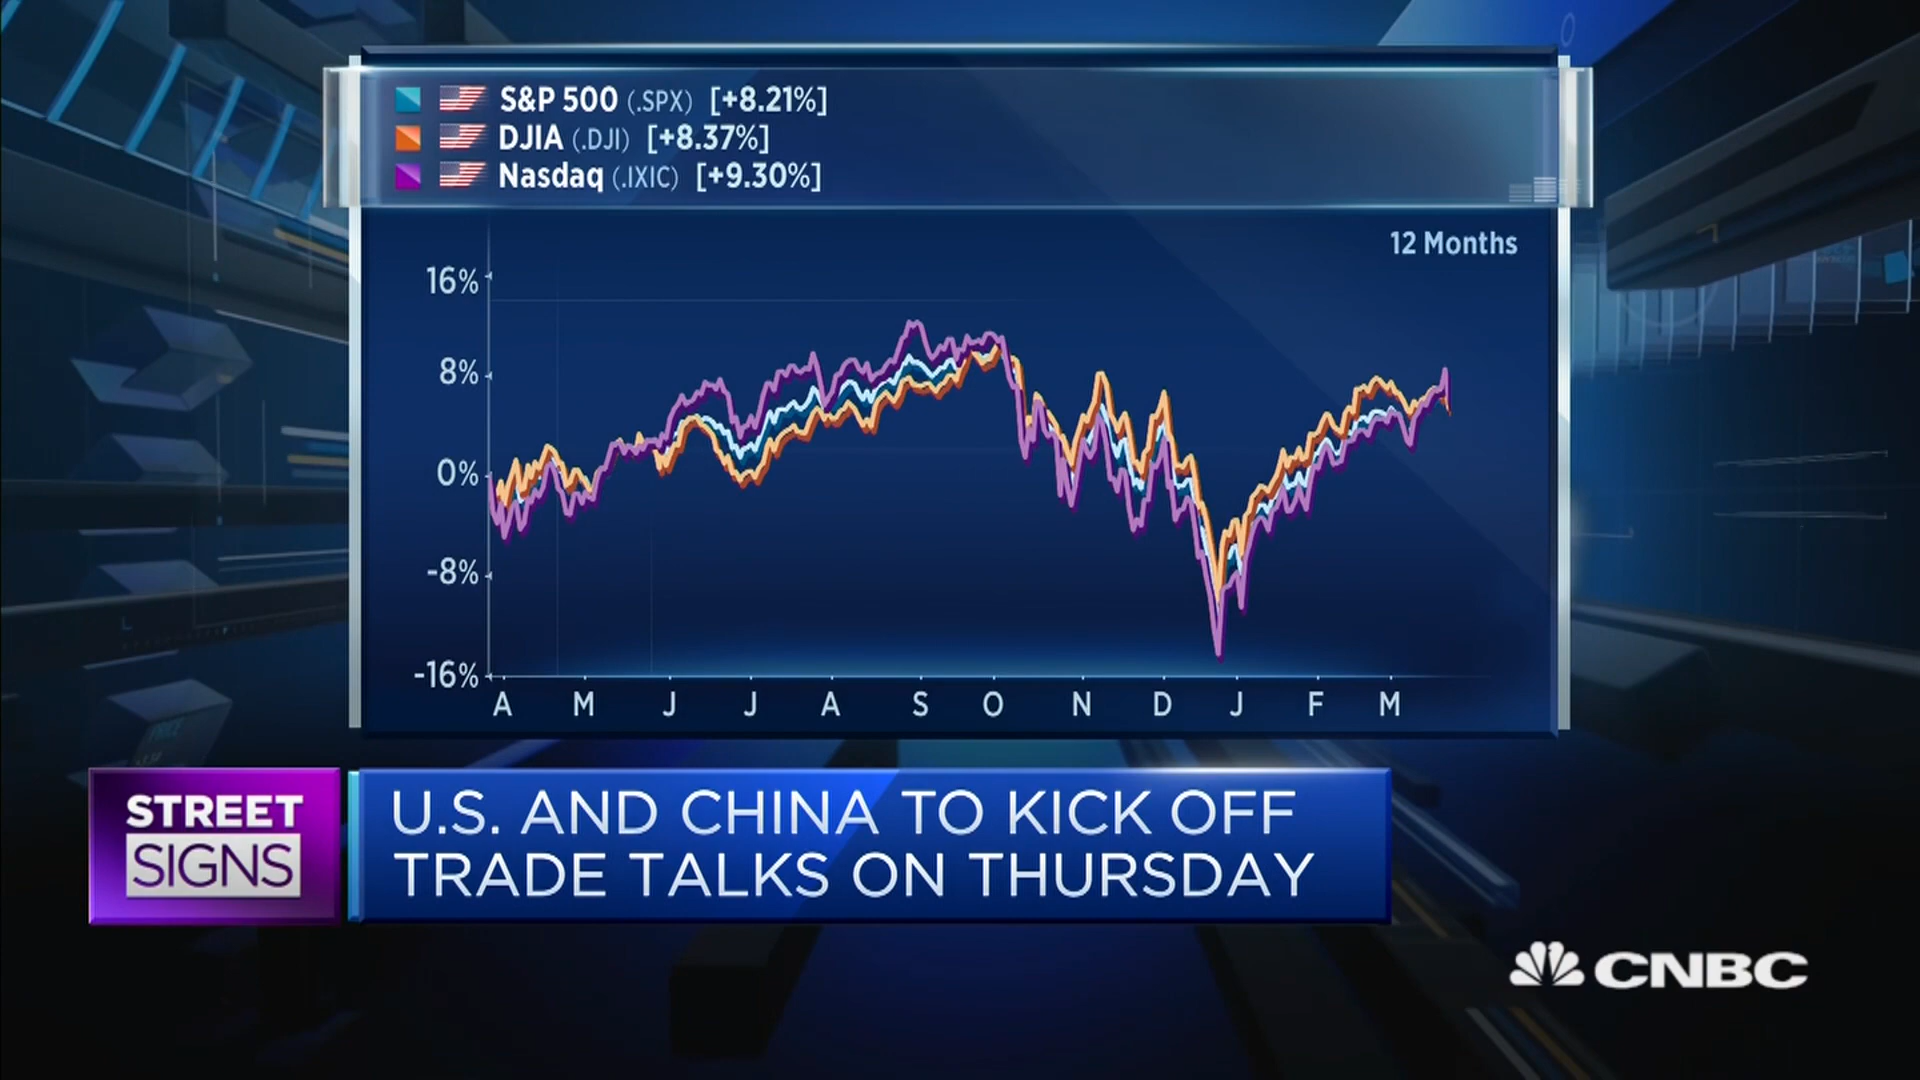 S&P 500 (.SPX) [+8.21%]
DJIA (.DJI) [+8.37%]
Nasdaq (.IXIC) [+9.30%]
12 Months
16%
8%
0%
-8%
-16%
A M J J A S O N D J F M
STREET
SIGNS
U.S. AND CHINA TO KICK OFF
TRADE TALKS ON THURSDAY
CNBC